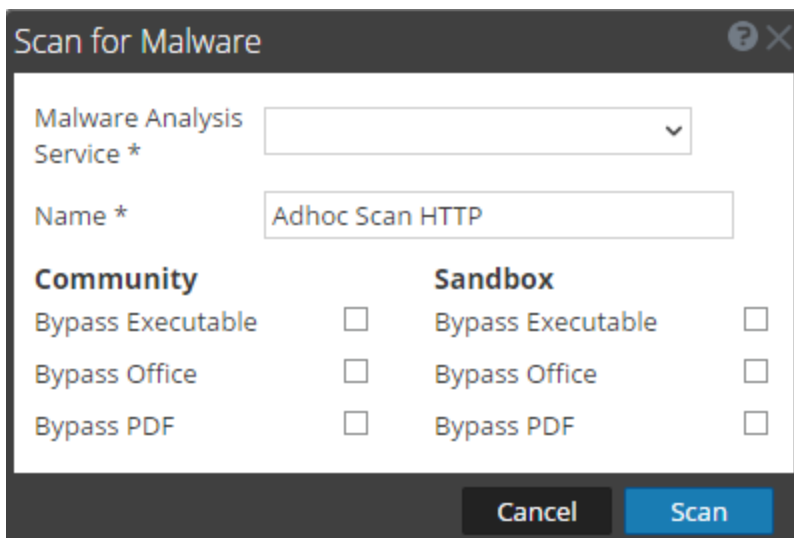 Scan for Malware
Malware Analysis
Service *
Name * Adhoc Scan HTTP
Community Sandbox
Bypass Executable Bypass Executable
Bypass Office Bypass Office
Bypass PDF Bypass PDF
Cancel Scan